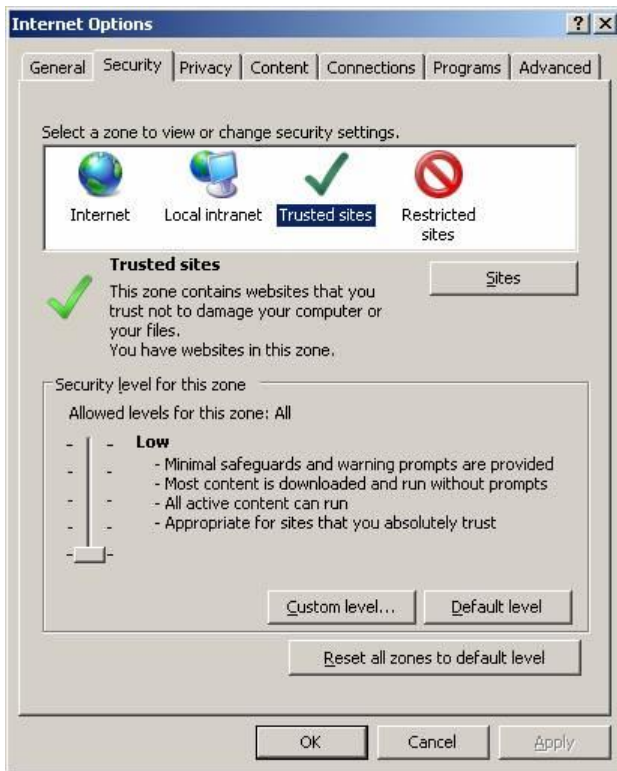 Internet Options
General Security Privacy Content Connections Programs Advanced
Select a zone to view or change security settings.
Internet Local intranet Trusted sites Restricted sites
Trusted sites
Sites
This zone contains websites that you
trust not to damage your computer or
your files.
You have websites in this zone.
Security level for this zone
Allowed levels for this zone: All
Low
- Minimal safeguards and warning prompts are provided
- Most content is downloaded and run without prompts
- All active content can run
- Appropriate for sites that you absolutely trust
Custom level... Default level
Reset all zones to default level
OK Cancel Apply